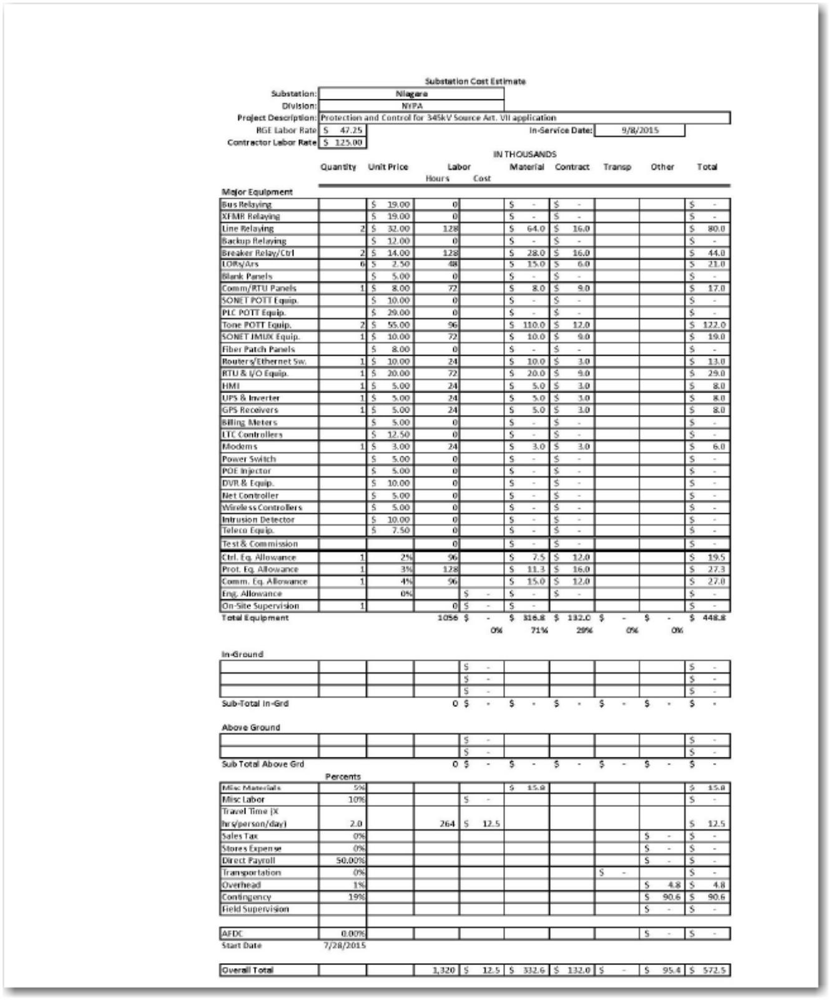 Substation Cost Estimate
Substation: Niagara
Division: NYPA
Project Description: Protection and Control for 345kV Source Art. VII application
RGE Labor Rate $ 47.25 In-Service Date: 9/8/2015
Contractor Labor Rate $ 125.00
IN THOUSANDS
Quantity Unit Price Labor Material Contract Transp Other Total
Hours Cost
Major Equipment
Bus Relaying $ 19.00 0 $ - $ - $ -
XFMR Relaying $ 19.00 0 $ - $ - $ -
Line Relaying 2 $ 32.00 128 $ 64.0 $ 16.0 $ 80.0
Backup Relaying $ 12.00 0 $ - $ - $ -
Breaker Relay/Ctrl 2 $ 14.00 128 $ 28.0 $ 16.0 $ 44.0
LORs/Ars 6 $ 2.50 48 $ 15.0 $ 6.0 $ 21.0
Blank Panels $ 5.00 0 $ - $ - $ -
Comm/RTU Panels 1 $ 8.00 72 $ 8.0 $ 9.0 $ 17.0
SONET POTT Equip. $ 10.00 0 $ - $ - $ -
PLC POTT Equip. $ 29.00 0 $ - $ - $ -
Tone POTT Equip. 2 $ 55.00 96 $ 110.0 $ 12.0 $ 122.0
SONET JMUX Equip. 1 $ 10.00 72 $ 10.0 $ 9.0 $ 19.0
Fiber Patch Panels $ 8.00 0 $ - $ - $ -
Routers/Ethernet Sw. 1 $ 10.00 24 $ 10.0 $ 3.0 $ 13.0
RTU & I/O Equip. 1 $ 20.00 72 $ 20.0 $ 9.0 $ 29.0
HMI 1 $ 5.00 24 $ 5.0 $ 3.0 $ 8.0
UPS & Inverter 1 $ 5.00 24 $ 5.0 $ 3.0 $ 8.0
GPS Receivers 1 $ 5.00 24 $ 5.0 $ 3.0 $ 8.0
Billing Meters $ 5.00 0 $ - $ - $ -
LTC Controllers $ 12.50 0 $ - $ - $ -
Modems 1 $ 3.00 24 $ 3.0 $ 3.0 $ 6.0
Power Switch $ 5.00 0 $ - $ - $ -
POE Injector $ 5.00 0 $ - $ - $ -
DVR & Equip. $ 10.00 0 $ - $ - $ -
Net Controller $ 5.00 0 $ - $ - $ -
Wireless Controllers $ 5.00 0 $ - $ - $ -
Intrusion Detector $ 10.00 0 $ - $ - $ -
Teleco Equip. $ 7.50 0 $ - $ - $ -
Test & Commission 0 $ - $ - $ -
Ctrl. Eq. Allowance 1 2% 96 $ 7.5 $ 12.0 $ 19.5
Prot. Eq. Allowance 1 3% 128 $ 11.3 $ 16.0 $ 27.3
Comm. Eq. Allowance 1 4% 96 $ 15.0 $ 12.0 $ 27.0
Eng. Allowance 0% $ - $ - $ - $ -
On-Site Supervision 1 0 $ - $ - $ -
Total Equipment 1056 $ - $ 316.8 $ 132.0 $ - $ - $ 448.8
0% 71% 29% 0% 0%
In-Ground
$ - $ -
$ - $ -
$ - $ -
Sub-Total In-Grd 0 $ - $ - $ - $ - $ - $ -
Above Ground
$ - $ -
$ - $ -
Sub Total Above Grd 0 $ - $ - $ - $ - $ - $ -
Percents
Misc Materials 5% $ 15.8 $ 15.8
Misc Labor 10% $ - $ -
Travel Time (X
hrs/person/day) 2.0 264 $ 12.5 $ 12.5
Sales Tax 0% $ - $ -
Stores Expense 0% $ - $ -
Direct Payroll 50.00% $ - $ -
Transportation 0% $ - $ -
Overhead 1% $ 4.8 $ 4.8
Contingency 19% $ 90.6 $ 90.6
Field Supervision $ - $ -
AFDC 0.00% $ - $ -
Start Date 7/28/2015
Overall Total 1,320 $ 12.5 $ 332.6 $ 132.0 $ - $ 95.4 $ 572.5